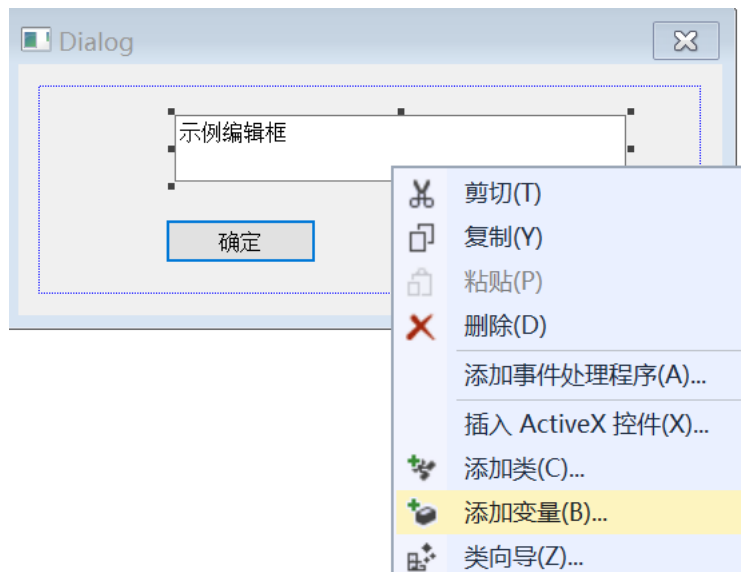 Dialog
示例编辑框
确定
剪切(T)
复制(Y)
粘贴(P)
删除(D)
添加事件处理程序(A)...
插入 ActiveX 控件(X)...
添加类(C)...
添加变量(B)...
类向导(Z)...